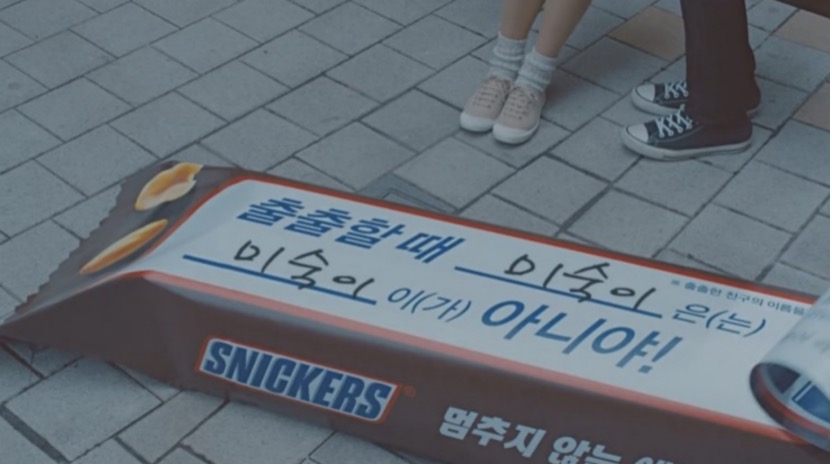 출출할 때 미숙이 은(는)
미숙이 이(가) 아니야!
※ 출출한 친구의 이름을
SNICKERS
멈추지 않는